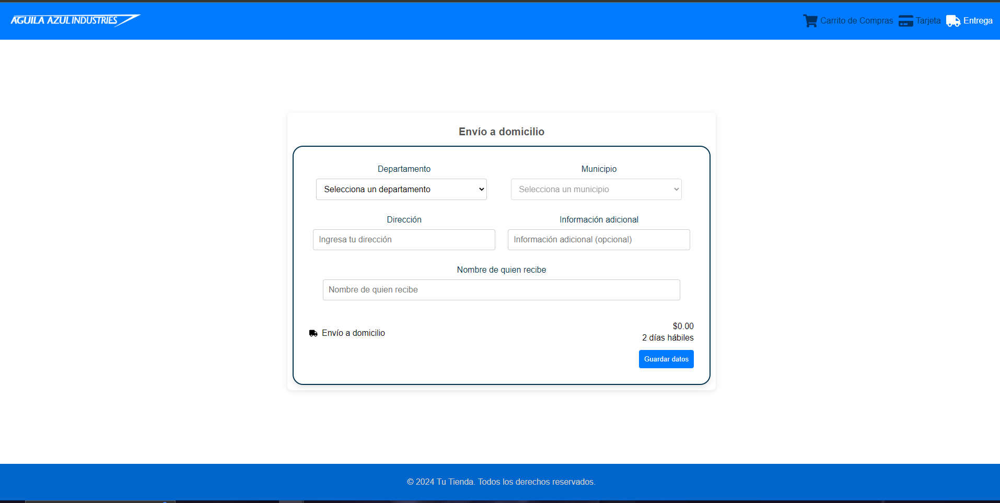 AGUILA AZUL INDUSTRIES
Carrito de Compras Tarjeta Entrega
Envío a domicilio
Departamento Municipio
Selecciona un departamento Selecciona un municipio
Dirección Información adicional
Ingresa tu dirección Información adicional (opcional)
Nombre de quien recibe
Nombre de quien recibe
Envío a domicilio $0.00
2 días hábiles
Guardar datos
© 2024 Tu Tienda. Todos los derechos reservados.